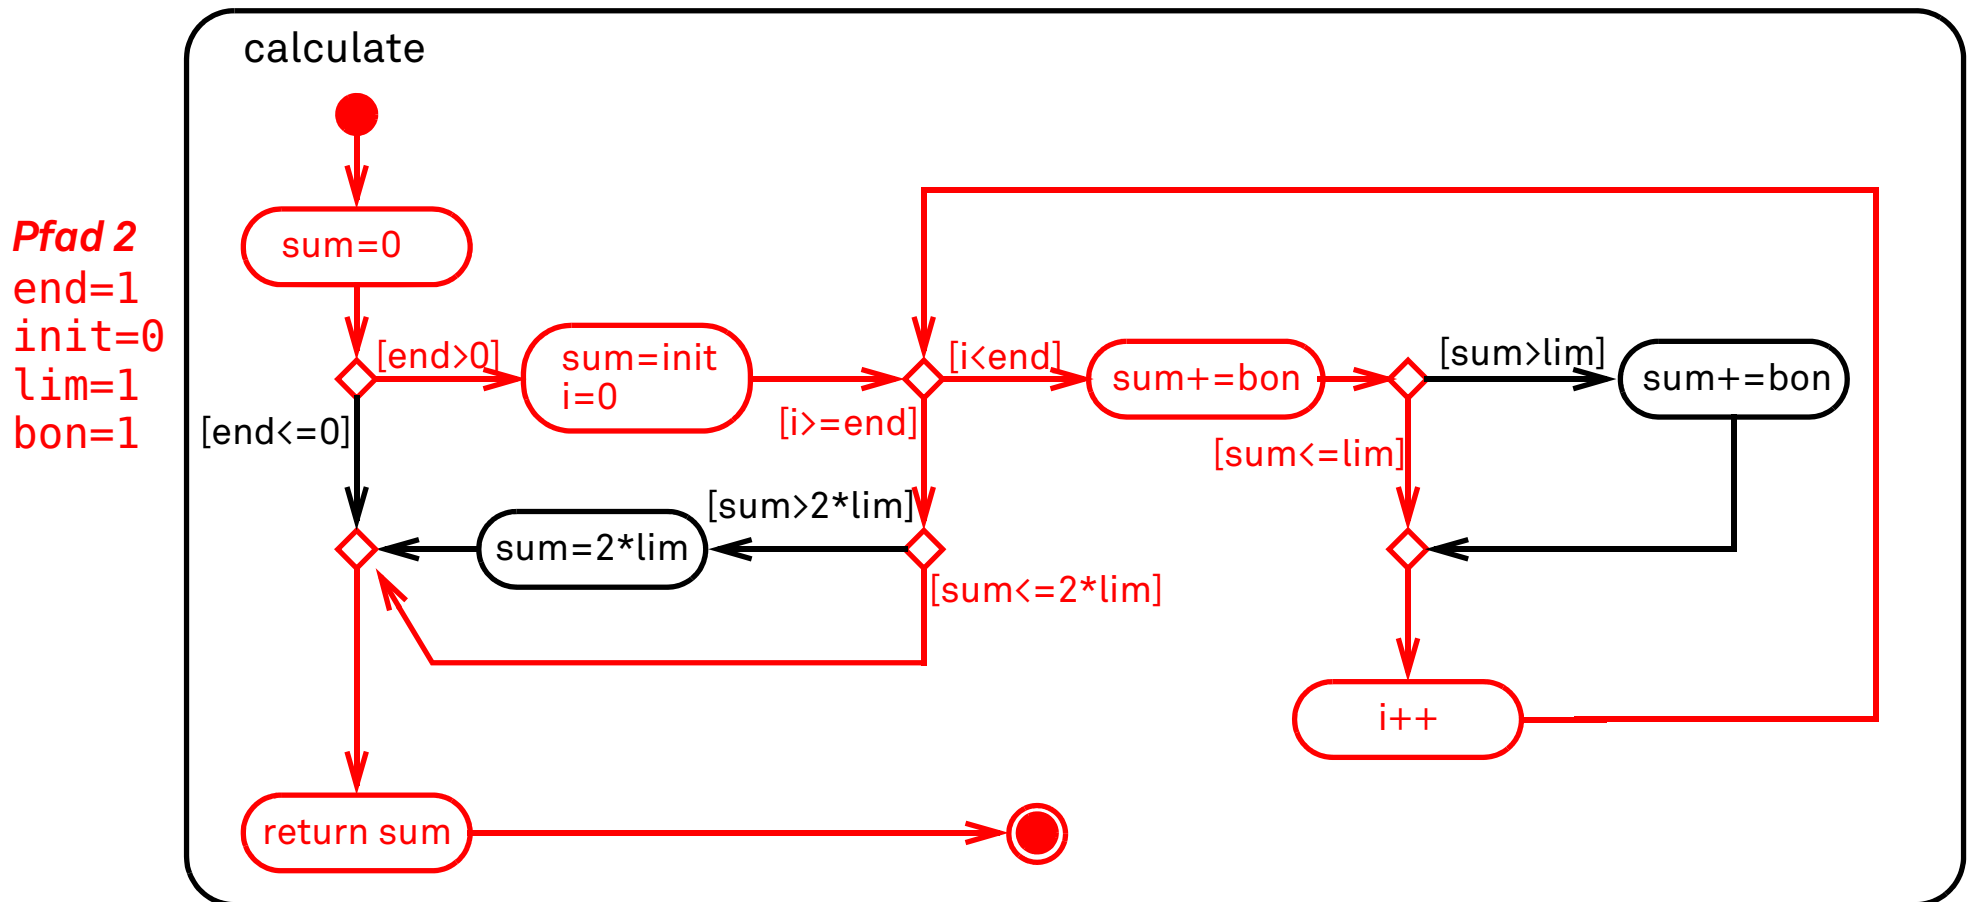 calculate
Pfad 2
end=1
init=0
lim=1
bon=1
sum=0
[end>0]
sum=init
i=0
[i<end]
sum+=bon
[sum>lim]
sum+=bon
[end<=0]
[i>=end]
[sum<=lim]
[sum>2*lim]
sum=2*lim
[sum<=2*lim]
i++
return sum